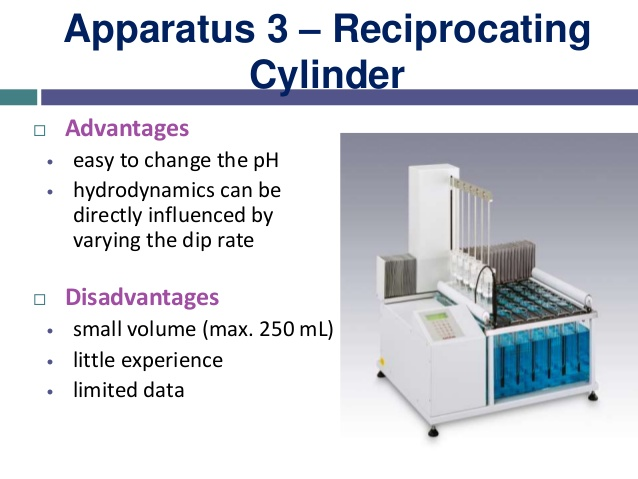 Apparatus 3 – Reciprocating
Cylinder
Advantages
• easy to change the pH
• hydrodynamics can be
directly influenced by
varying the dip rate
Disadvantages
• small volume (max. 250 mL)
• little experience
• limited data